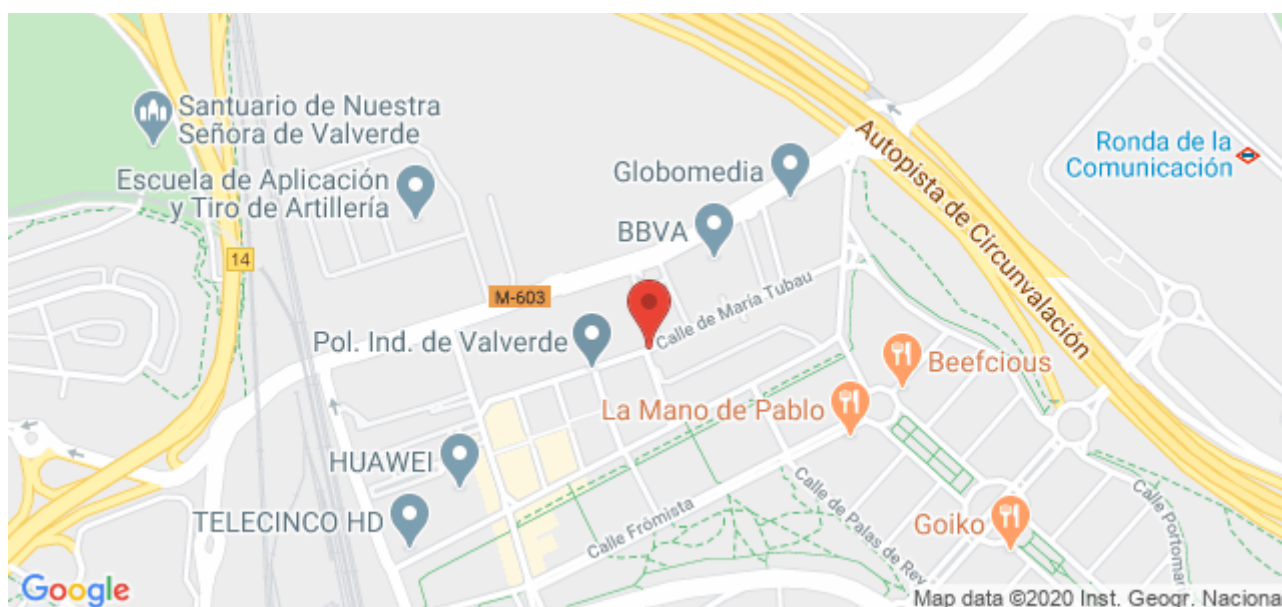 Santuario de Nuestra
Señora de Valverde
Escuela de Aplicación
y Tiro de Artillería
Globomedia
BBVA
Autopista de Circunvalación
Ronda de la
Comunicación
14
M-603
Calle de María Tubau
Pol. Ind. de Valverde
Beefcious
La Mano de Pablo
HUAWEI
TELECINCO HD
Calle Frómista
Calle de Palas de Rey
Goiko
Calle Portomar
Google
Map data ©2020 Inst. Geogr. Naciona